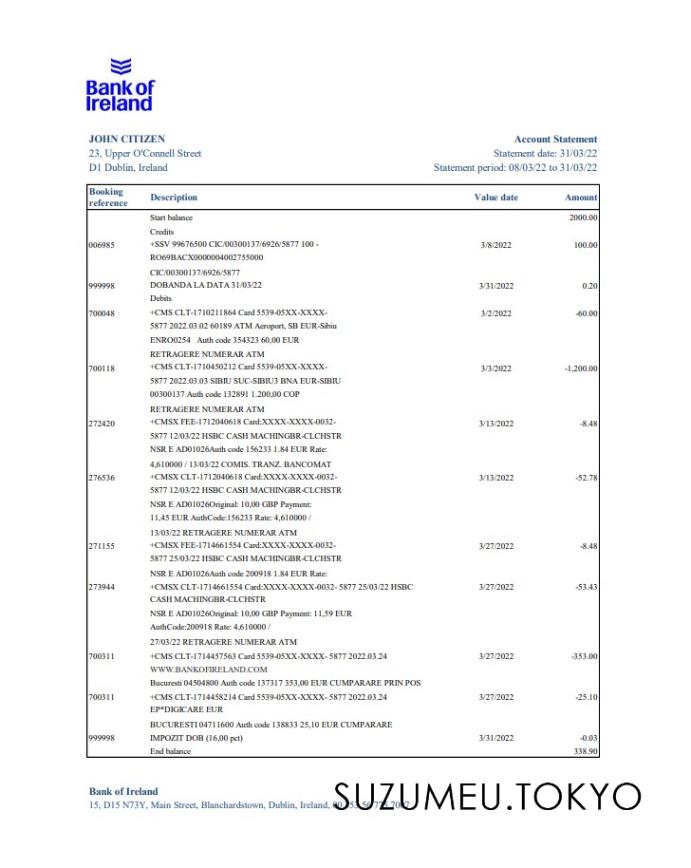 Bank of
Ireland
JOHN CITIZEN
23, Upper O'Connell Street
D1 Dublin, Ireland
Account Statement
Statement date: 31/03/22
Statement period: 08/03/22 to 31/03/22
Booking reference Description Value date Amount
Start balance 2000.00
Credits
006985 +SSV 99676500 CIC/00300137/6926/5877 100 - 3/8/2022 100.00
RO69BACX0000004002755000
CIC/00300137/6926/5877
999998 DOBANDA LA DATA 31/03/22 3/31/2022 0.20
Debits
700048 +CMS CLT-1710211864 Card 5539-05XX-XXXX- 3/2/2022 -60.00
5877 2022.03.02 60189 ATM Aeroport, SB EUR-Sibiu
ENRO0254 Auth code 354323 60,00 EUR
RETRAGERE NUMERAR ATM
700118 +CMS CLT-1710450212 Card 5539-05XX-XXXX- 3/3/2022 -1,200.00
5877 2022.03.03 SIBIU SUC-SIBIU3 BNA EUR-SIBIU
00300137 Auth code 132891 1.200,00 COP
RETRAGERE NUMERAR ATM
272420 +CMSX FEE-1712040618 Card:XXXX-XXXX-0032- 3/13/2022 -8.48
5877 12/03/22 HSBC CASH MACHINGBR-CLCHSTR
NSR E AD01026Auth code 156233 1.84 EUR Rate:
4,610000 / 13/03/22 COMIS. TRANZ. BANCOMAT
276536 +CMSX CLT-1712040618 Card:XXXX-XXXX-0032- 3/13/2022 -52.78
5877 12/03/22 HSBC CASH MACHINGBR-CLCHSTR
NSR E AD01026Original: 10,00 GBP Payment:
11,45 EUR AuthCode:156233 Rate: 4,610000 /
13/03/22 RETRAGERE NUMERAR ATM
271155 +CMSX FEE-1714661554 Card:XXXX-XXXX-0032- 3/27/2022 -8.48
5877 25/03/22 HSBC CASH MACHINGBR-CLCHSTR
NSR E AD01026Auth code 200918 1.84 EUR Rate:
273944 +CMSX CLT-1714661554 Card:XXXX-XXXX-0032- 5877 25/03/22 HSBC 3/27/2022 -53.43
CASH MACHINGBR-CLCHSTR
NSR E AD01026Original: 10,00 GBP Payment: 11,59 EUR
AuthCode:200918 Rate: 4,610000 /
27/03/22 RETRAGERE NUMERAR ATM
700311 +CMS CLT-1714457563 Card 5539-05XX-XXXX- 5877 2022.03.24 3/27/2022 -353.00
WWW.BANKOFIRELAND.COM
Bucuresti 04504800 Auth code 137317 353,00 EUR CUMPARARE PRIN POS
700311 +CMS CLT-1714458214 Card 5539-05XX-XXXX- 5877 2022.03.24 3/27/2022 -25.10
EP*DIGICARE EUR
BUCURESTI 04711600 Auth code 138833 25,10 EUR CUMPARARE
999998 IMPOZIT DOB (16,00 pct) 3/31/2022 -0.03
End balance 338.90
Bank of Ireland
15, D15 N73Y, Main Street, Blanchardstown, Dublin, Ireland,
SUZUMEU.TOKYO